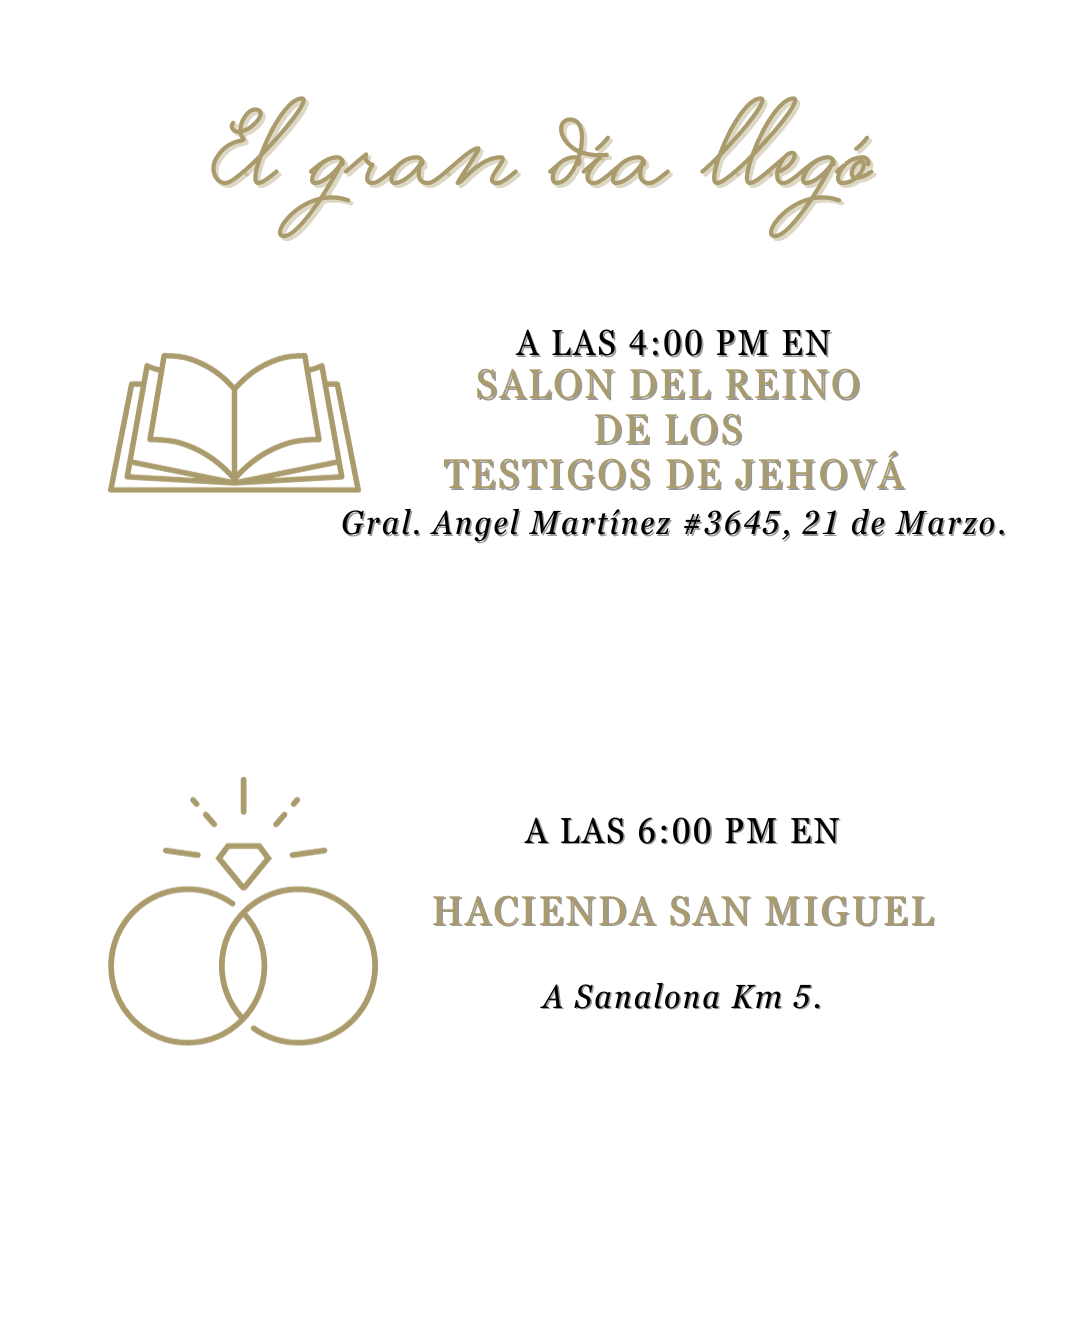 El gran día llegó
A LAS 4:00 PM EN
SALON DEL REINO
DE LOS
TESTIGOS DE JEHOVÁ
Gral. Angel Martínez #3645, 21 de Marzo.
A LAS 6:00 PM EN
HACIENDA SAN MIGUEL
A Sanalona Km 5.